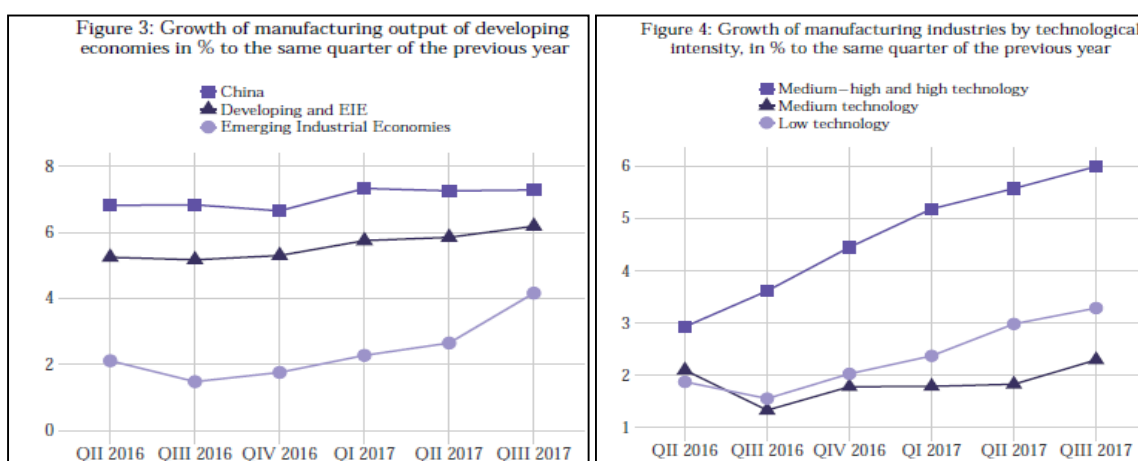 Figure 3: Growth of manufacturing output of developing
economies in % to the same quarter of the previous year
China
Developing and EIE
Emerging Industrial Economies
8
6
4
2
0
QII 2016 QIII 2016 QIV 2016 QI 2017 QII 2017 QIII 2017
Figure 4: Growth of manufacturing industries by technological
intensity, in % to the same quarter of the previous year
Medium–high and high technology
Medium technology
Low technology
6
5
4
3
2
1
QII 2016 QIII 2016 QIV 2016 QI 2017 QII 2017 QIII 2017